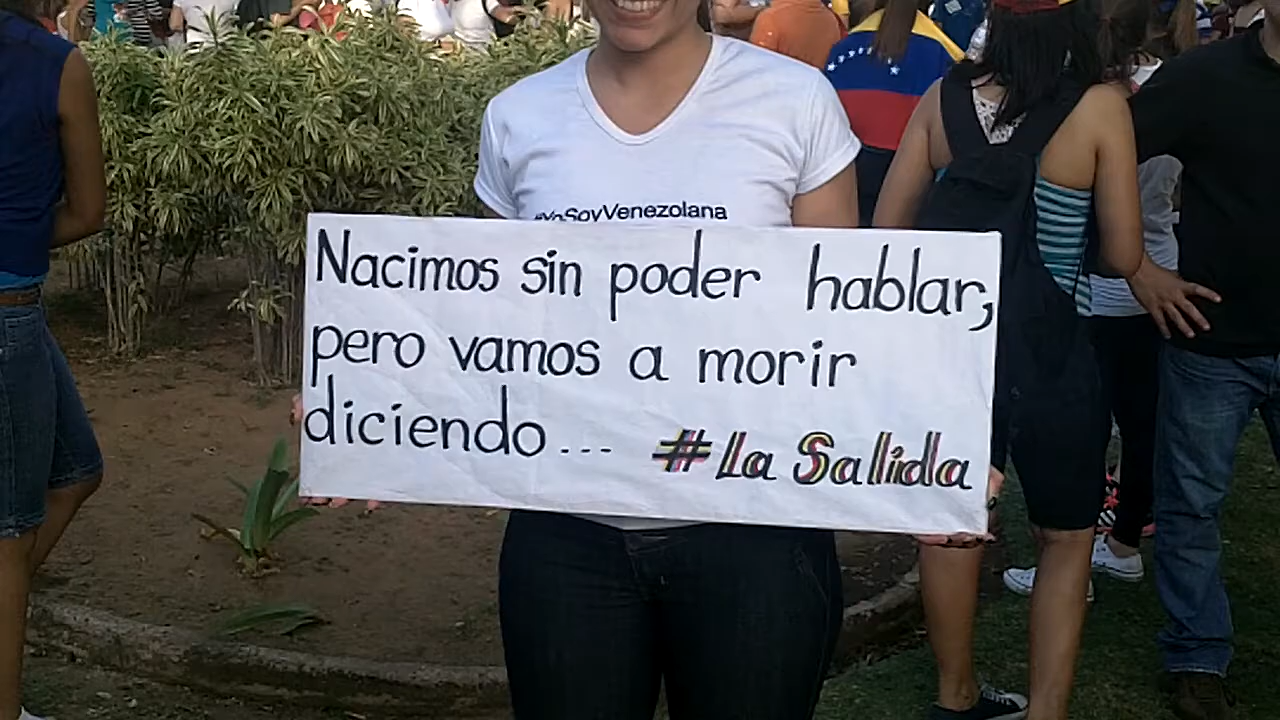 #YoSoyVenezolana
Nacimos sin poder hablar,
pero vamos a morir
diciendo... #La Salida